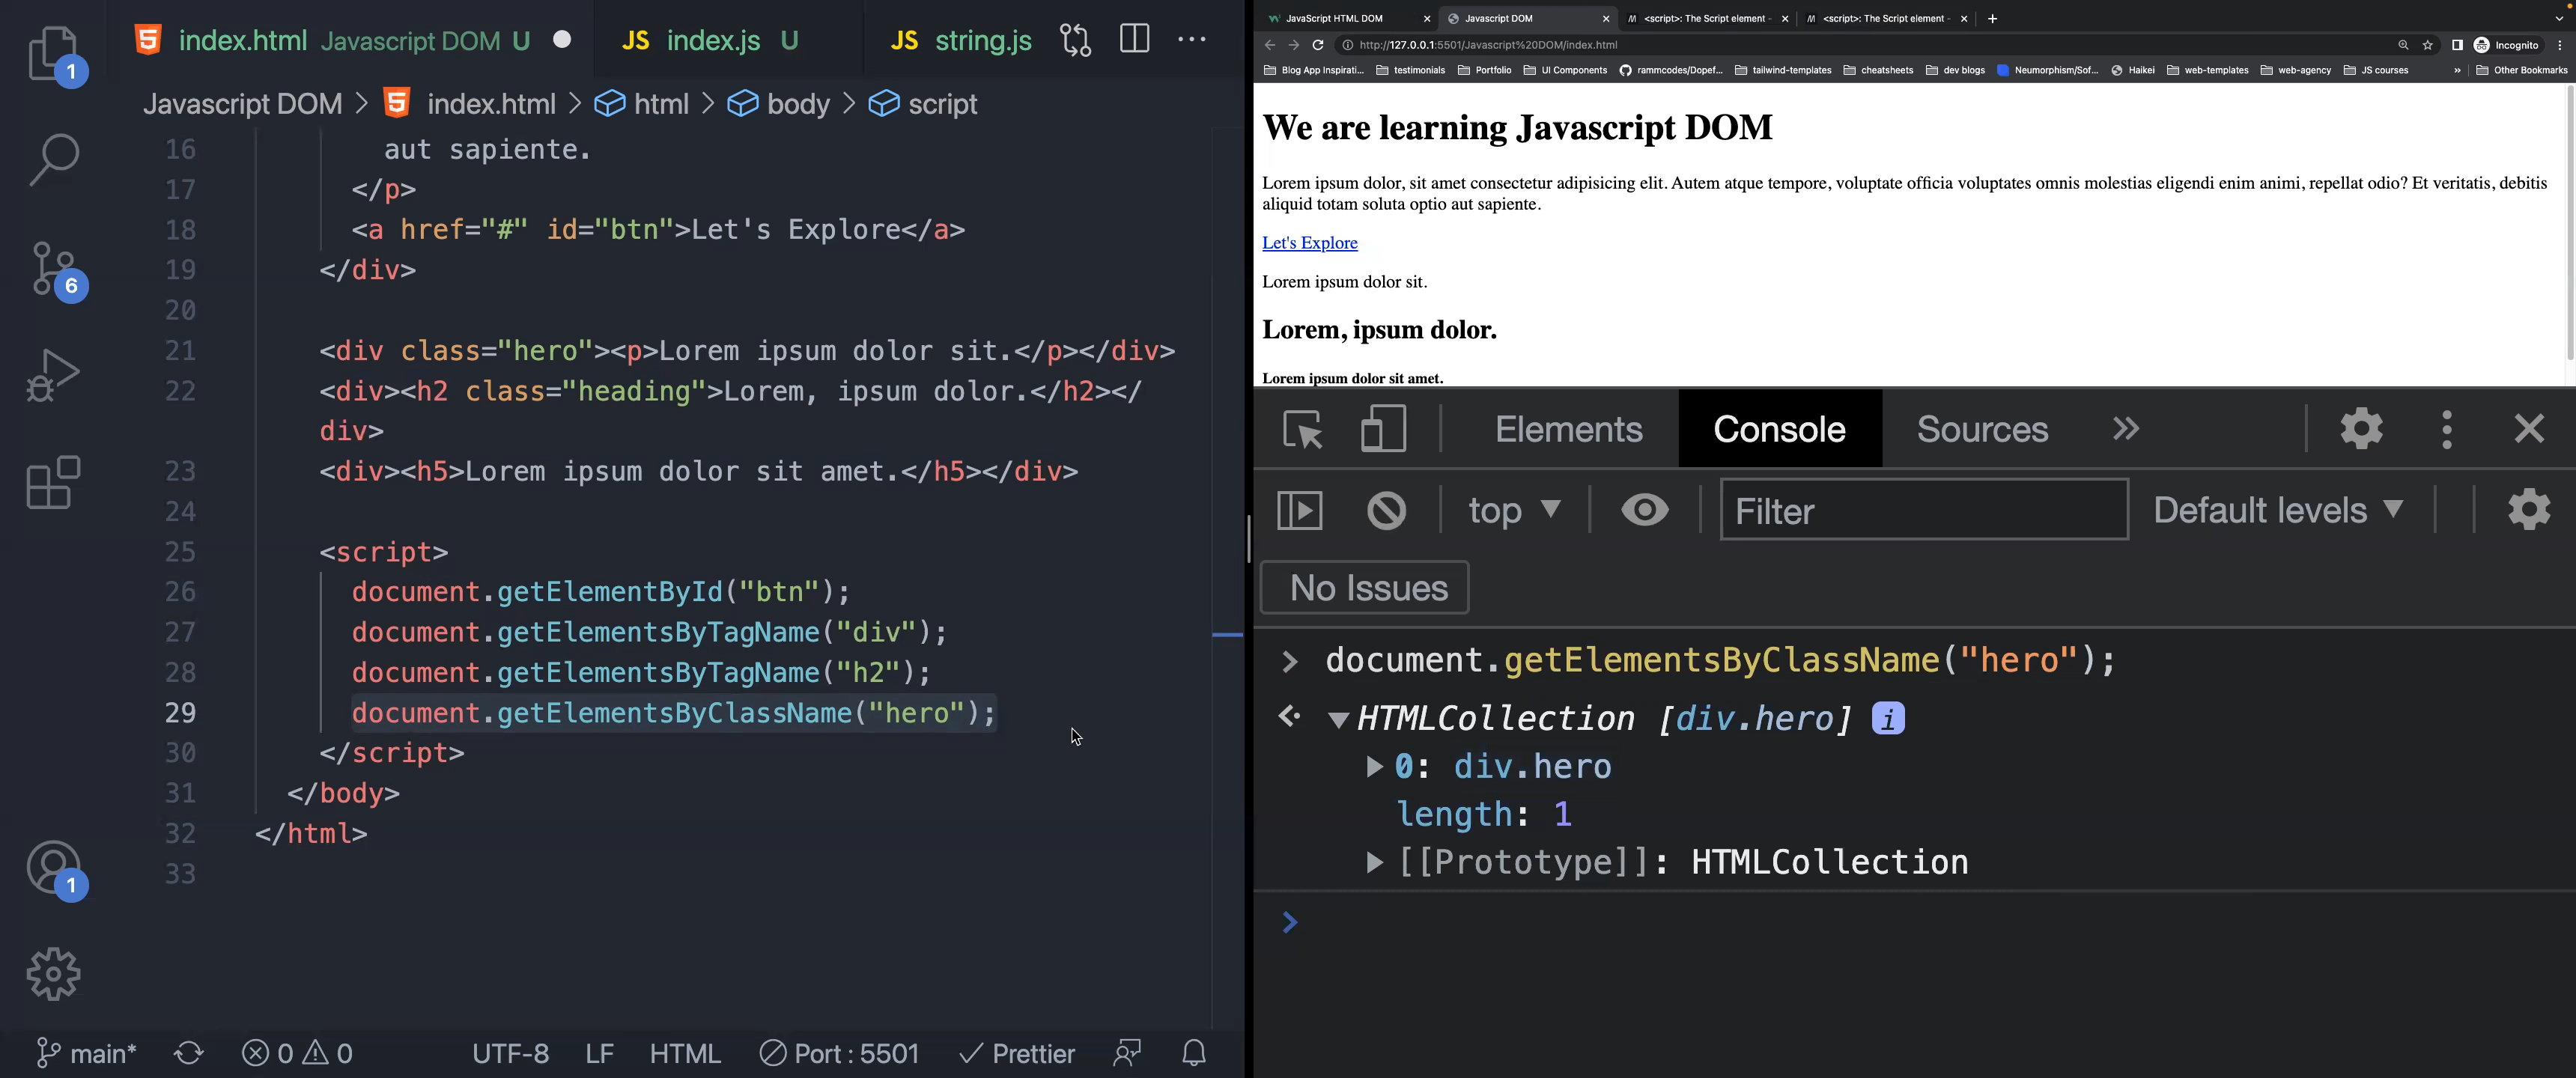 index.html Javascript DOM U
JS index.js U
JS string.js
Javascript DOM > index.html > html > body > script
16 aut sapiente.
17 </p>
18 <a href="#" id="btn">Let's Explore</a>
19 </div>
20
21 <div class="hero"><p>Lorem ipsum dolor sit.</p></div>
22 <div><h2 class="heading">Lorem, ipsum dolor.</h2></
div>
23 <div><h5>Lorem ipsum dolor sit amet.</h5></div>
24
25 <script>
26 document.getElementById("btn");
27 document.getElementsByTagName("div");
28 document.getElementsByTagName("h2");
29 document.getElementsByClassName("hero");
30 </script>
31 </body>
32 </html>
33
1
6
1
main* 0 0 UTF-8 LF HTML Port : 5501 Prettier
JavaScript HTML DOM
Javascript DOM
<script>: The Script element -
<script>: The Script element -
http://127.0.0.1:5501/Javascript%20DOM/index.html
Incognito
Blog App Inspirati... testimonials Portfolio UI Components rammcodes/Dopef... tailwind-templates cheatsheets dev blogs Neumorphism/Sof... Haikei web-templates web-agency JS courses » Other Bookmarks
We are learning Javascript DOM
Lorem ipsum dolor, sit amet consectetur adipisicing elit. Autem atque tempore, voluptate officia voluptates omnis molestias eligendi enim animi, repellat odio? Et veritatis, debitis
aliquid totam soluta optio aut sapiente.
Let's Explore
Lorem ipsum dolor sit.
Lorem, ipsum dolor.
Lorem ipsum dolor sit amet.
Elements Console Sources »
top Filter Default levels
No Issues
document.getElementsByClassName("hero");
HTMLCollection [div.hero] i
0: div.hero
length: 1
[[Prototype]]: HTMLCollection